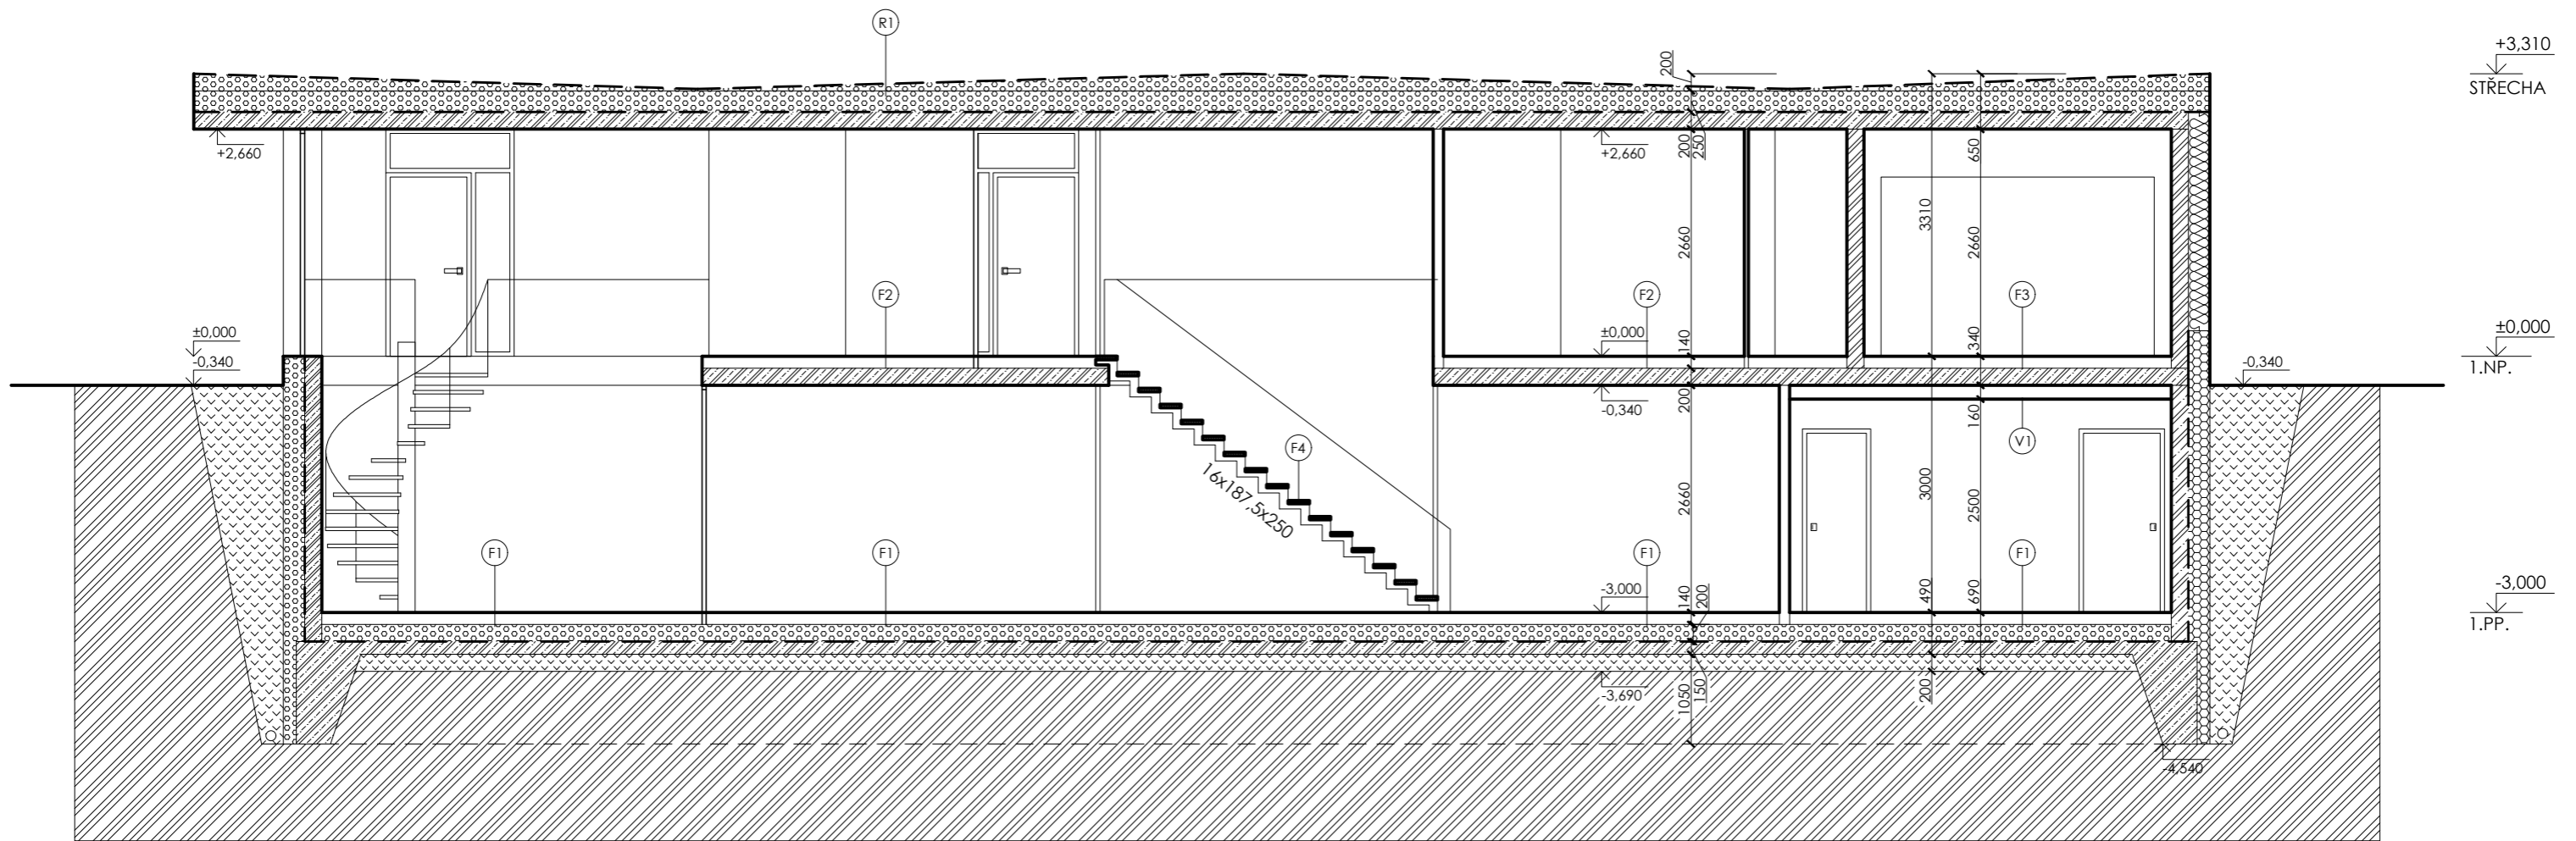 R1
+3,310
STŘECHA
200
+2,660
+2,660
200
250
650
2660
3310
2660
F2
F2
F3
±0,000
-0,340
±0,000
140
340
-0,340
±0,000
1.NP.
-0,340
200
160
V1
F4
16x187,5x250
2660
3000
2500
F1
F1
F1
F1
-3,000
140
200
490
690
-3,000
1.PP.
-3,690
1050
150
200
-4,540